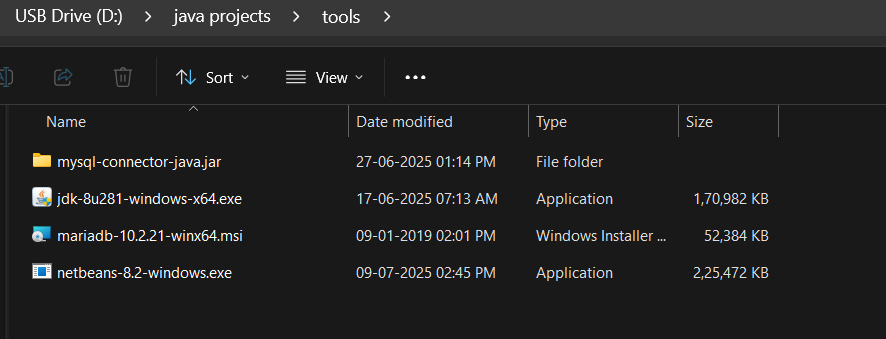 USB Drive (D:) > java projects > tools >
Sort View •••
Name Date modified Type Size
mysql-connector-java.jar 27-06-2025 01:14 PM File folder
jdk-8u281-windows-x64.exe 17-06-2025 07:13 AM Application 1,70,982 KB
mariadb-10.2.21-winx64.msi 09-01-2019 02:01 PM Windows Installer ... 52,384 KB
netbeans-8.2-windows.exe 09-07-2025 02:45 PM Application 2,25,472 KB